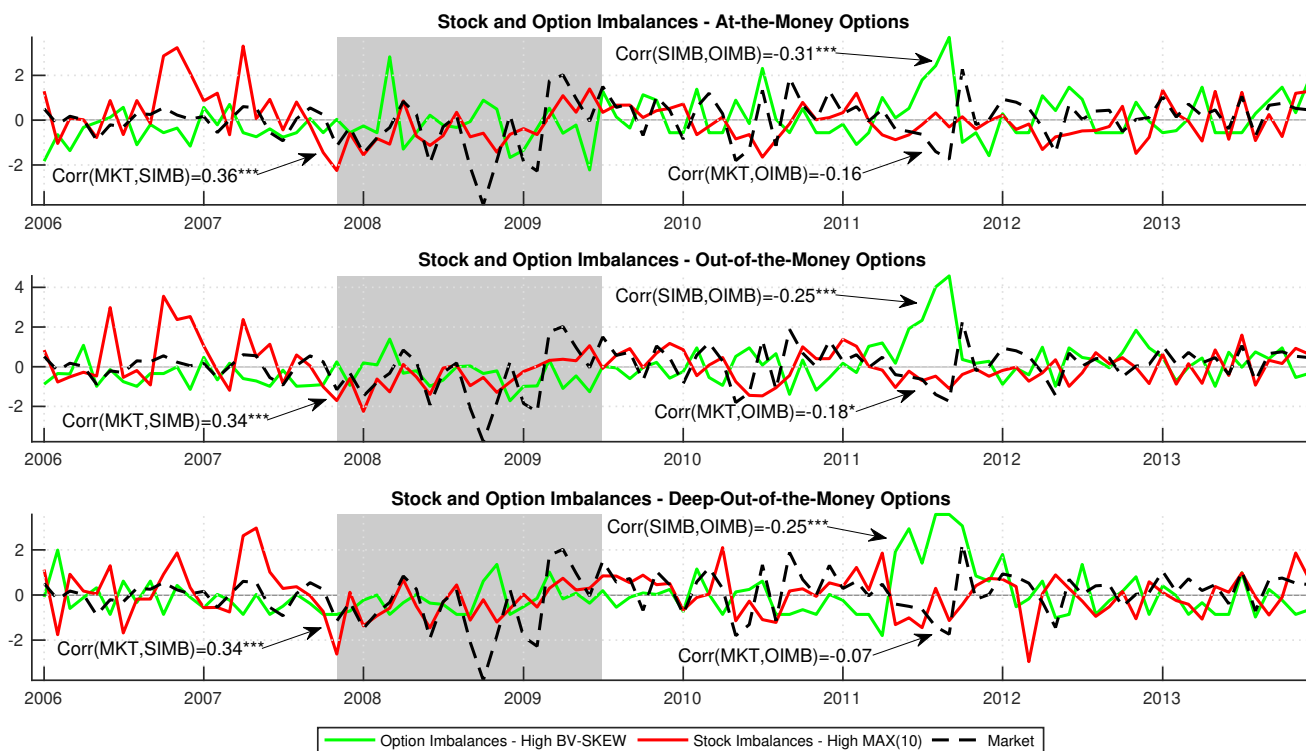 Stock and Option Imbalances - At-the-Money Options
Corr(SIMB,OIMB)=-0.31***
2
0
-2
Corr(MKT,SIMB)=0.36***
Corr(MKT,OIMB)=-0.16
2006 2007 2008 2009 2010 2011 2012 2013
Stock and Option Imbalances - Out-of-the-Money Options
Corr(SIMB,OIMB)=-0.25***
4
2
0
-2
Corr(MKT,SIMB)=0.34***
Corr(MKT,OIMB)=-0.18*
2006 2007 2008 2009 2010 2011 2012 2013
Stock and Option Imbalances - Deep-Out-of-the-Money Options
Corr(SIMB,OIMB)=-0.25***
2
0
-2
Corr(MKT,SIMB)=0.34***
Corr(MKT,OIMB)=-0.07
2006 2007 2008 2009 2010 2011 2012 2013
Option Imbalances - High BV-SKEW Stock Imbalances - High MAX(10) Market